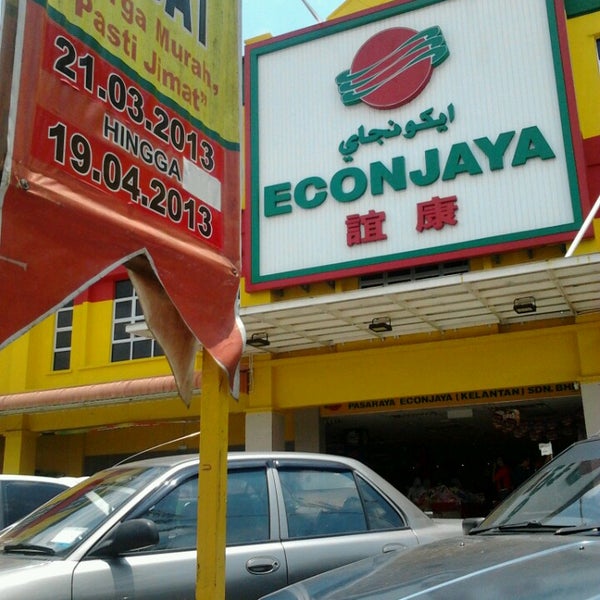 Murah,
Pasti Jimat"
21.03.2013
HINGGA
19.04.2013
ايكونجاي
ECONJAYA
誼康
PASARAYA ECONJAYA (KELANTAN) SDN. BHD